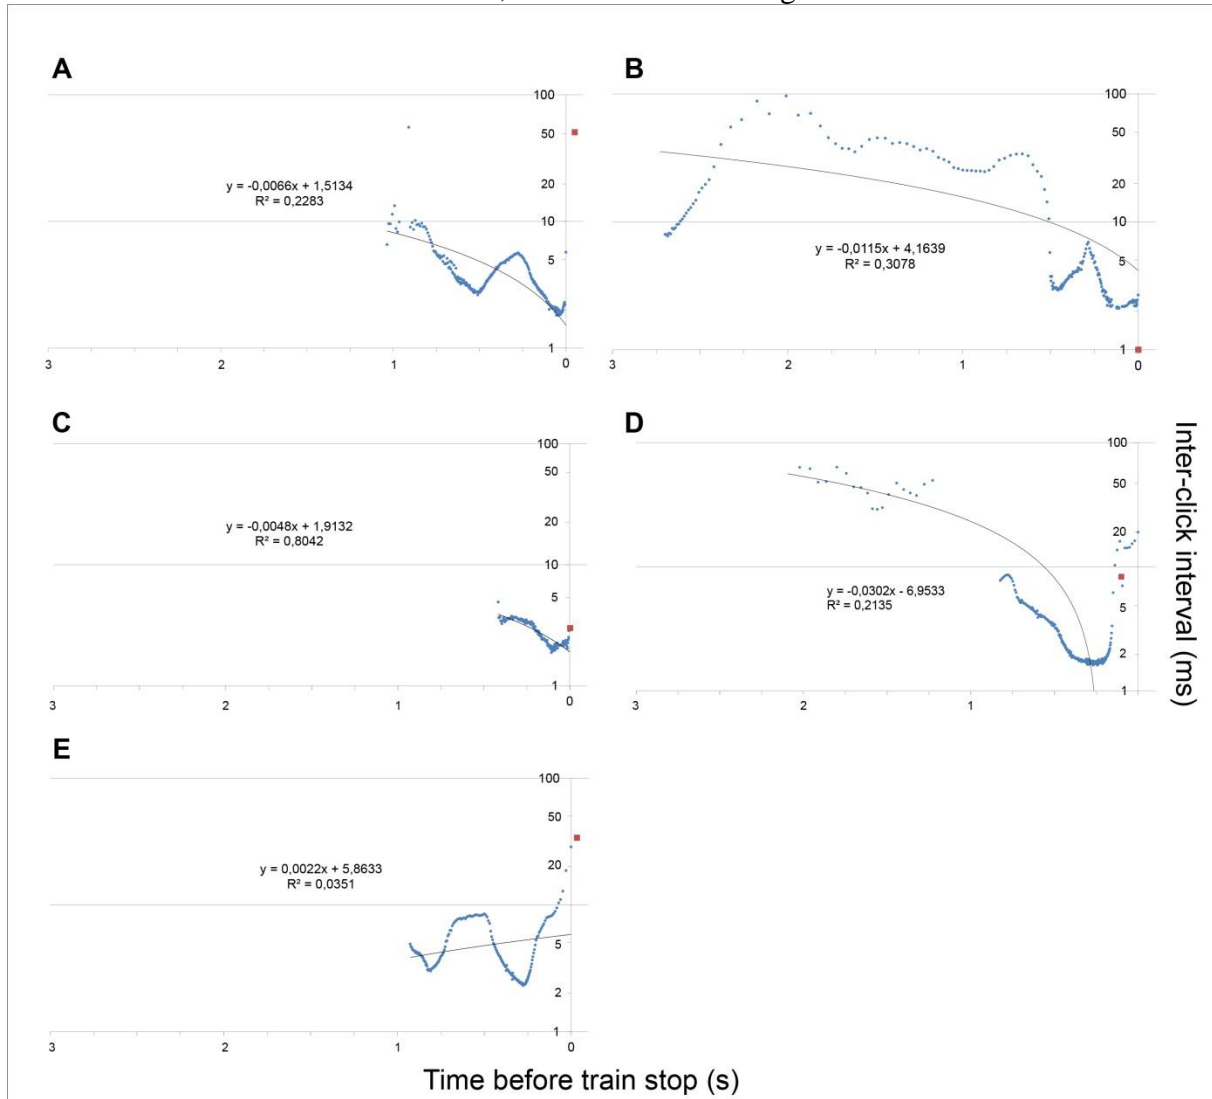 A
100
50
y = -0,0066x + 1,5134
R² = 0,2283
20
10
5
2
1
3 2 1 0
B
100
50
20
10
y = -0,0115x + 4,1639
R² = 0,3078
5
2
1
3 2 1 0
C
100
50
y = -0,0048x + 1,9132
R² = 0,8042
20
10
5
2
1
3 2 1 0
D
100
50
20
10
y = -0,0302x - 6,9533
R² = 0,2135
5
2
1
3 2 1
Inter-click interval (ms)
E
100
50
y = 0,0022x + 5,8633
R² = 0,0351
20
10
5
2
1
3 2 1 0
Time before train stop (s)